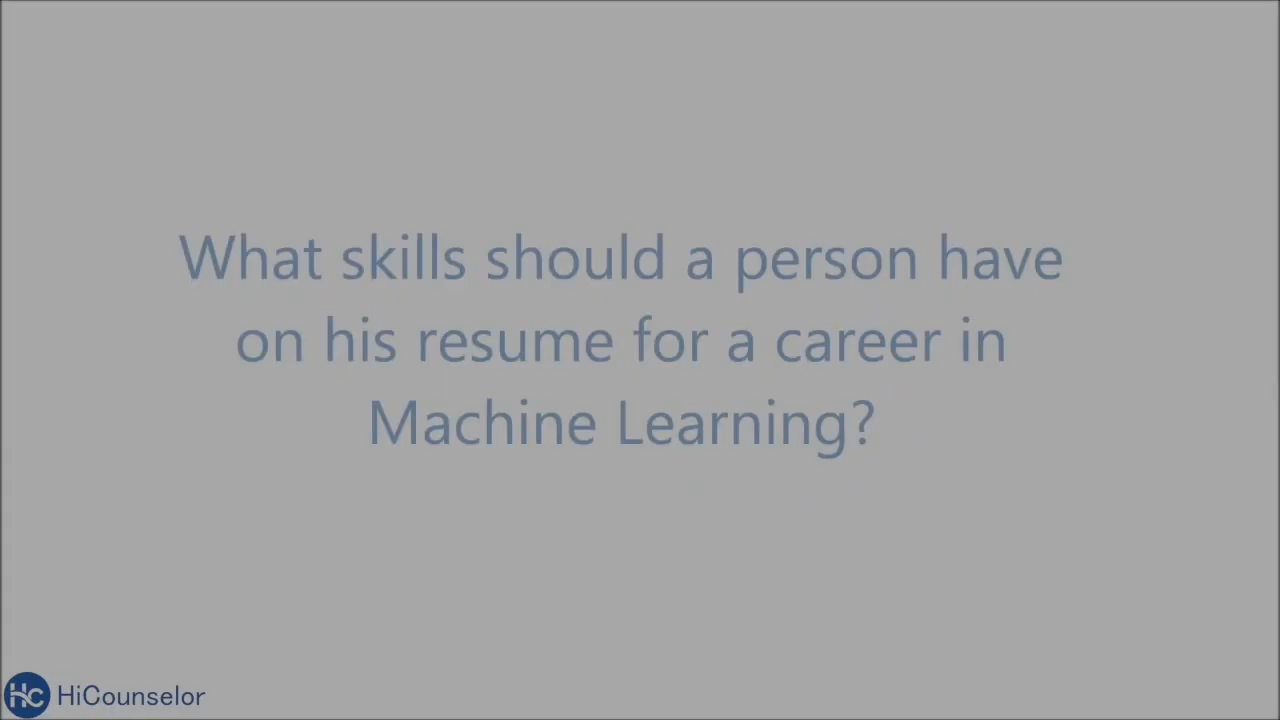 What skills should a person have
on his resume for a career in
Machine Learning?
HC HiCounselor